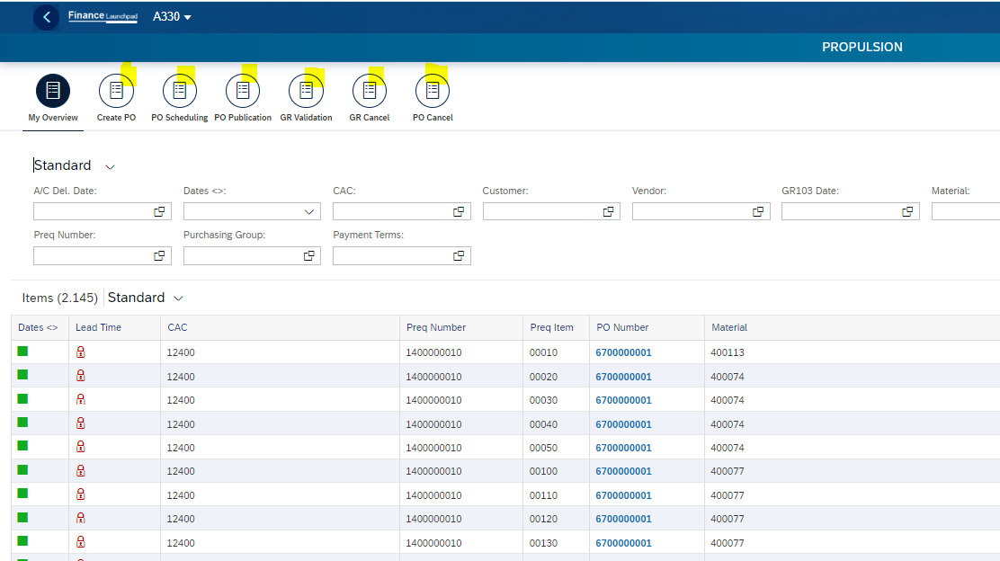 Finance Launchpad A330
PROPULSION
My Overview Create PO PO Scheduling PO Publication GR Validation GR Cancel PO Cancel
Standard
A/C Del. Date: Dates <>: CAC: Customer: Vendor: GR103 Date: Material:
Preq Number: Purchasing Group: Payment Terms:
Items (2.145) Standard
Dates <> Lead Time CAC Preq Number Preq Item PO Number Material
12400 1400000010 00010 6700000001 400113
12400 1400000010 00020 6700000001 400074
12400 1400000010 00030 6700000001 400074
12400 1400000010 00040 6700000001 400074
12400 1400000010 00050 6700000001 400074
12400 1400000010 00100 6700000001 400077
12400 1400000010 00110 6700000001 400077
12400 1400000010 00120 6700000001 400077
12400 1400000010 00130 6700000001 400077